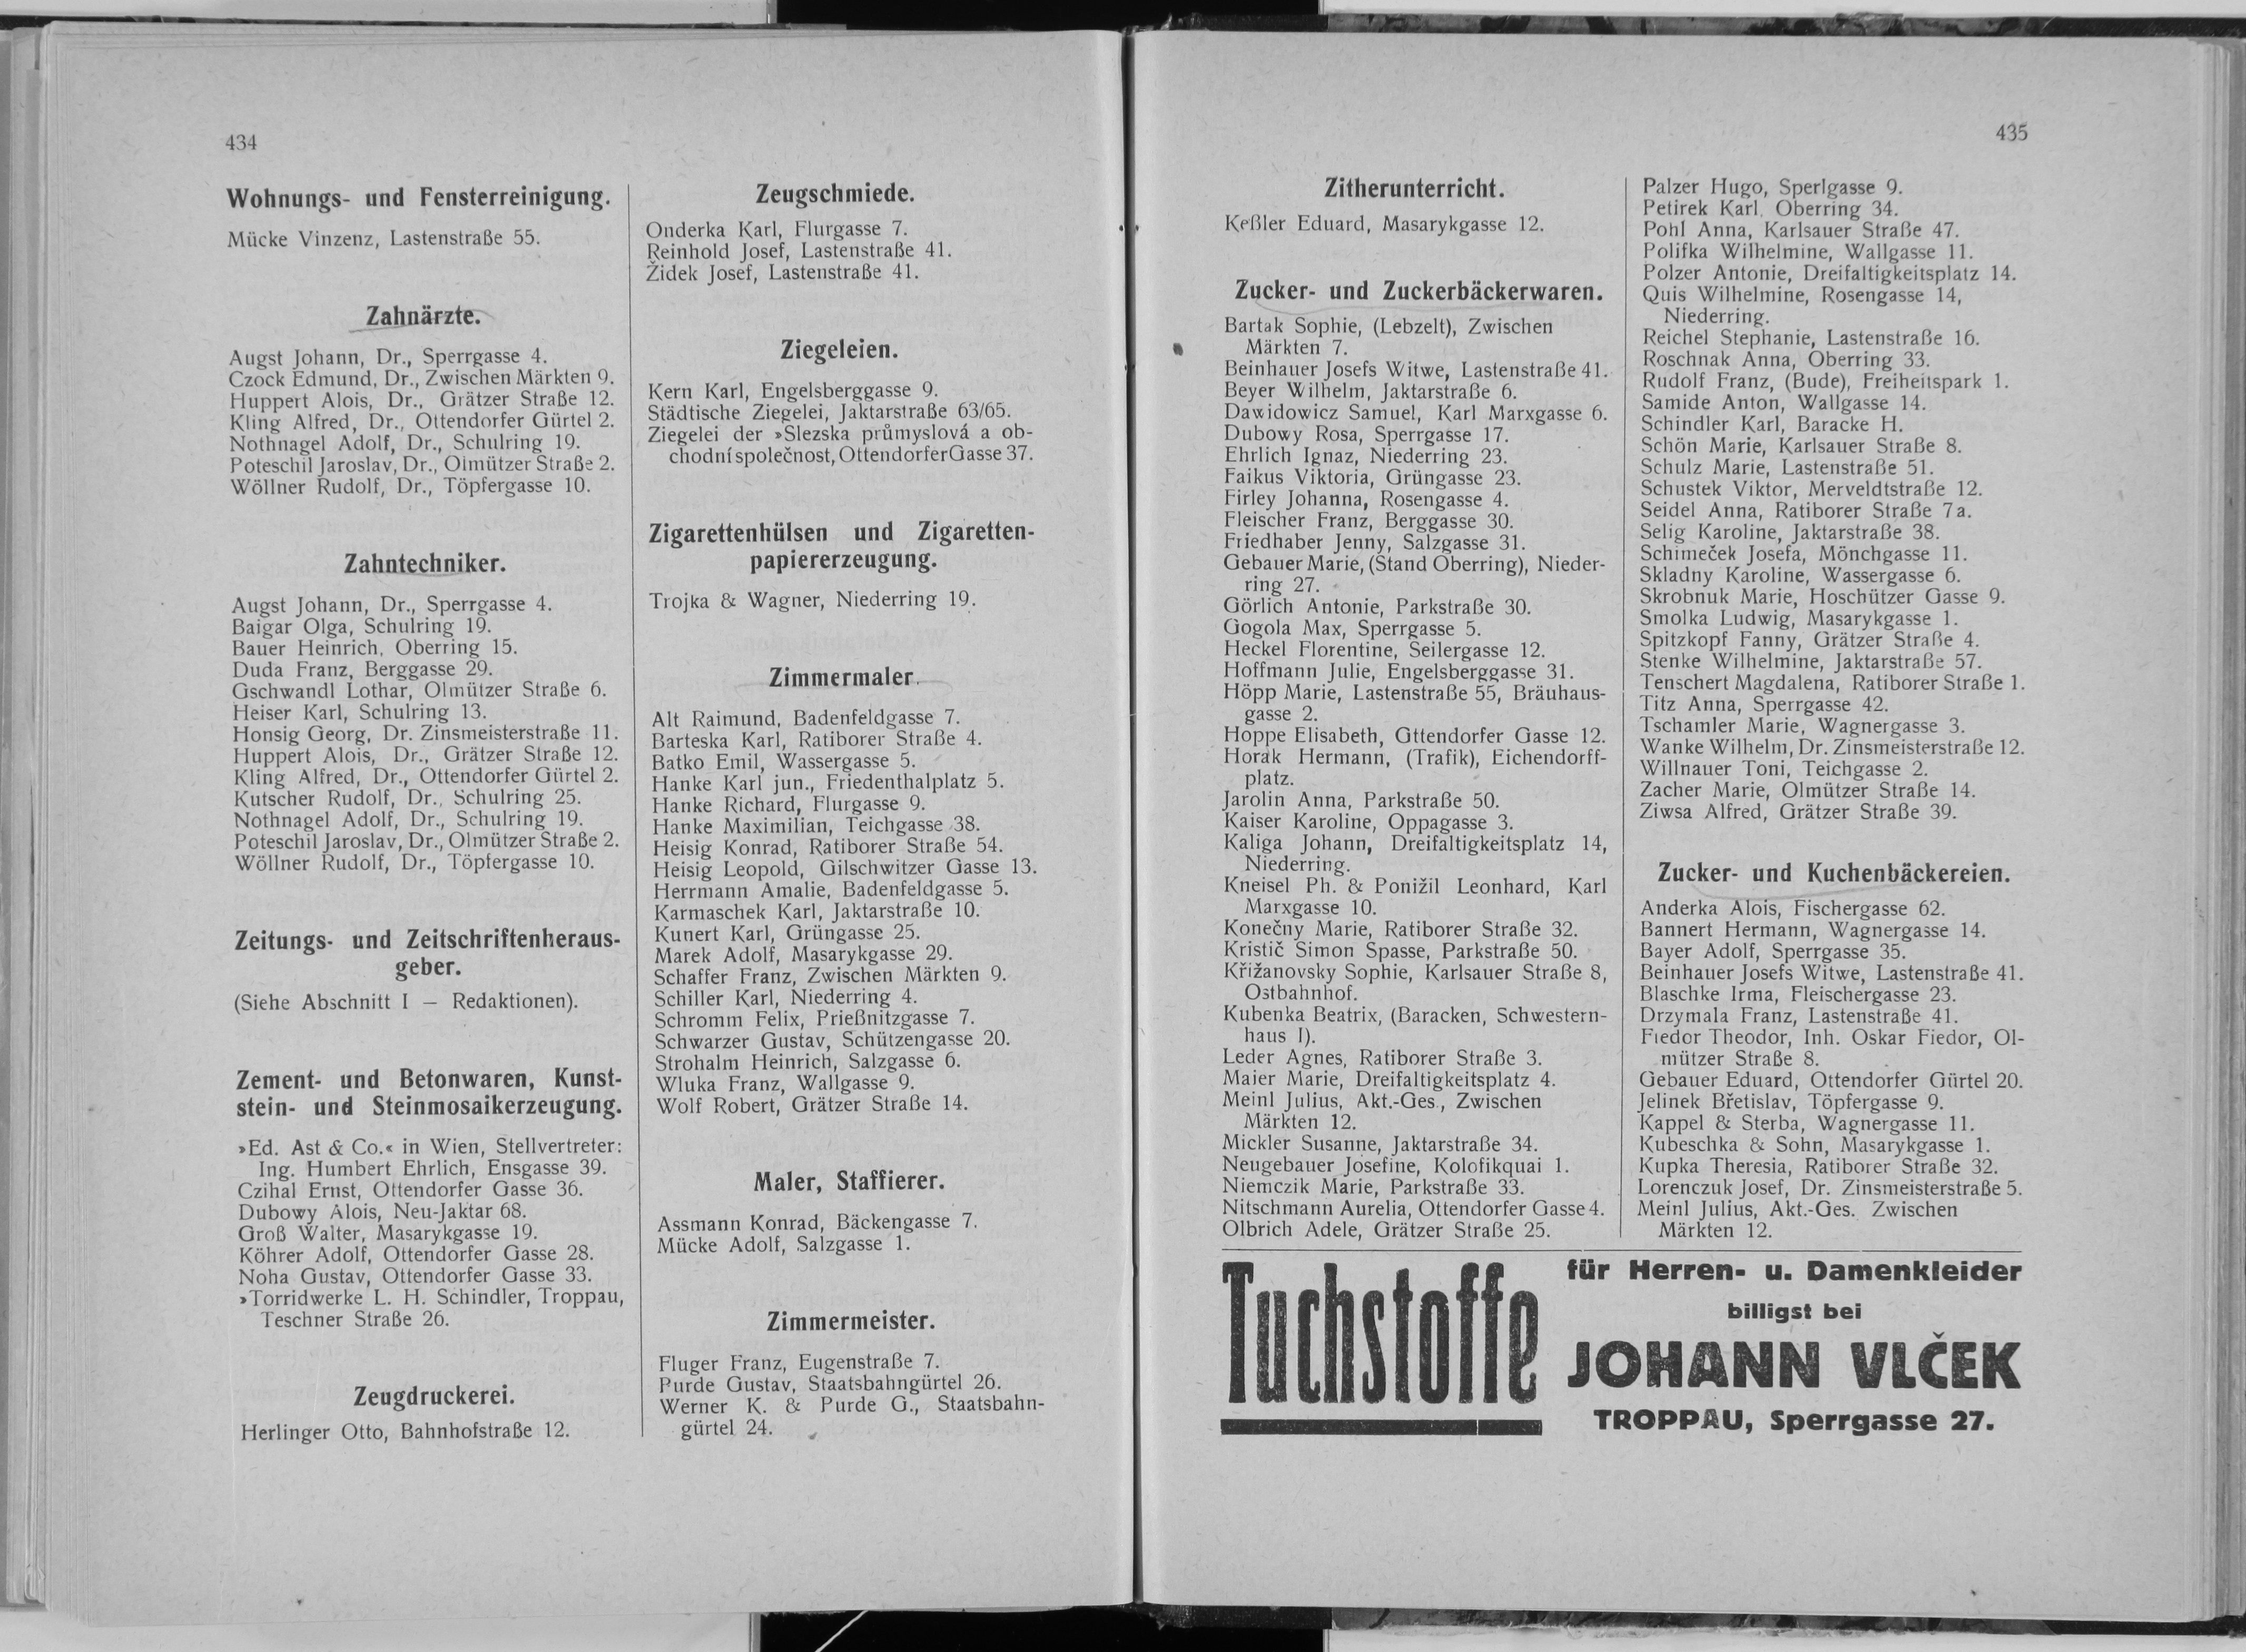 434
Wohnungs- und Fensterreinigung.
Mücke Vinzenz, Lastenstraße 55.
Zahnärzte.
Augst Johann, Dr., Sperrgasse 4.
Czock Edmund, Dr., Zwischen Märkten 9.
Huppert Alois, Dr., Grätzer Straße 12.
Kling Alfred, Dr., Ottendorfer Gürtel 2.
Nothnagel Adolf, Dr., Schulring 19.
Poteschil Jaroslav, Dr., Olmützer Straße 2.
Wöllner Rudolf, Dr., Töpfergasse 10.
Zahntechniker.
Augst Johann, Dr., Sperrgasse 4.
Baigar Olga, Schulring 19.
Bauer Heinrich, Oberring 15.
Duda Franz, Berggasse 29.
Gschwandl Lothar, Olmützer Straße 6.
Heiser Karl, Schulring 13.
Honsig Georg, Dr. Zinsmeisterstraße 11.
Huppert Alois, Dr., Grätzer Straße 12.
Kling Alfred, Dr., Ottendorfer Gürtel 2.
Kutscher Rudolf, Dr., Schulring 25.
Nothnagel Adolf, Dr., Schulring 19.
Poteschil Jaroslav, Dr., Olmützer Straße 2.
Wöllner Rudolf, Dr., Töpfergasse 10.
Zeitungs- und Zeitschriftenheraus-
geber.
(Siehe Abschnitt I — Redaktionen).
Zement- und Betonwaren, Kunst-
stein- und Steinmosaikerzeugung.
»Ed. Ast & Co.« in Wien, Stellvertreter:
Ing. Humbert Ehrlich, Ensgasse 39.
Czihal Ernst, Ottendorfer Gasse 36.
Dubowy Alois, Neu-Jaktar 68.
Groß Walter, Masarykgasse 19.
Köhrer Adolf, Ottendorfer Gasse 28.
Noha Gustav, Ottendorfer Gasse 33.
»Torridwerke L. H. Schindler, Troppau,
Teschner Straße 26.
Zeugdruckerei.
Herlinger Otto, Bahnhofstraße 12.
Zeugschmiede.
Onderka Karl, Flurgasse 7.
Reinhold Josef, Lastenstraße 41.
Židek Josef, Lastenstraße 41.
Ziegeleien.
Kern Karl, Engelsberggasse 9.
Städtische Ziegelei, Jaktarstraße 63/65.
Ziegelei der »Slezska průmyslová a ob-
chodní společnost, Ottendorfer Gasse 37.
Zigarettenhülsen und Zigaretten-
papiererzeugung.
Trojka & Wagner, Niederring 19.
Zimmermaler.
Alt Raimund, Badenfeldgasse 7.
Barteska Karl, Ratiborer Straße 4.
Batko Emil, Wassergasse 5.
Hanke Karl jun., Friedenthalplatz 5.
Hanke Richard, Flurgasse 9.
Hanke Maximilian, Teichgasse 38.
Heisig Konrad, Ratiborer Straße 54.
Heisig Leopold, Gilschwitzer Gasse 13.
Herrmann Amalie, Badenfeldgasse 5.
Karmaschek Karl, Jaktarstraße 10.
Kunert Karl, Grüngasse 25.
Marek Adolf, Masarykgasse 29.
Schaffer Franz, Zwischen Märkten 9.
Schiller Karl, Niederring 4.
Schromm Felix, Prießnitzgasse 7.
Schwarzer Gustav, Schützengasse 20.
Strohalm Heinrich, Salzgasse 6.
Wluka Franz, Wallgasse 9.
Wolf Robert, Grätzer Straße 14.
Maler, Staffierer.
Assmann Konrad, Bäckengasse 7.
Mücke Adolf, Salzgasse 1.
Zimmermeister.
Fluger Franz, Eugenstraße 7.
Purde Gustav, Staatsbahngürtel 26.
Werner K. & Purde G., Staatsbahn-
gürtel 24.
435
Zitherunterricht.
Keßler Eduard, Masarykgasse 12.
Zucker- und Zuckerbäckerwaren.
Bartak Sophie, (Lebzelt), Zwischen
Märkten 7.
Beinhauer Josefs Witwe, Lastenstraße 41.
Beyer Wilhelm, Jaktarstraße 6.
Dawidowicz Samuel, Karl Marxgasse 6.
Dubowy Rosa, Sperrgasse 17.
Ehrlich Ignaz, Niederring 23.
Faikus Viktoria, Grüngasse 23.
Firley Johanna, Rosengasse 4.
Fleischer Franz, Berggasse 30.
Friedhaber Jenny, Salzgasse 31.
Gebauer Marie, (Stand Oberring), Nieder-
ring 27.
Görlich Antonie, Parkstraße 30.
Gogola Max, Sperrgasse 5.
Heckel Florentine, Seilergasse 12.
Hoffmann Julie, Engelsberggasse 31.
Höpp Marie, Lastenstraße 55, Bräuhaus-
gasse 2.
Hoppe Elisabeth, Ottendorfer Gasse 12.
Horak Hermann, (Trafik), Eichendorff-
platz.
Jarolin Anna, Parkstraße 50.
Kaiser Karoline, Oppagasse 3.
Kaliga Johann, Dreifaltigkeitsplatz 14,
Niederring.
Kneisel Ph. & Ponižil Leonhard, Karl
Marxgasse 10.
Konečny Marie, Ratiborer Straße 32.
Kristič Simon Spasse, Parkstraße 50.
Křižanovsky Sophie, Karlsauer Straße 8,
Ostbahnhof.
Kubenka Beatrix, (Baracken, Schwestern-
haus I).
Leder Agnes, Ratiborer Straße 3.
Maier Marie, Dreifaltigkeitsplatz 4.
Meinl Julius, Akt.-Ges., Zwischen
Märkten 12.
Mickler Susanne, Jaktarstraße 34.
Neugebauer Josefine, Kolofikquai 1.
Niemczik Marie, Parkstraße 33.
Nitschmann Aurelia, Ottendorfer Gasse 4.
Olbrich Adele, Grätzer Straße 25.
Palzer Hugo, Sperlgasse 9.
Petirek Karl, Oberring 34.
Pohl Anna, Karlsauer Straße 47.
Polifka Wilhelmine, Wallgasse 11.
Polzer Antonie, Dreifaltigkeitsplatz 14.
Quis Wilhelmine, Rosengasse 14,
Niederring.
Reichel Stephanie, Lastenstraße 16.
Roschnak Anna, Oberring 33.
Rudolf Franz, (Bude), Freiheitspark 1.
Samide Anton, Wallgasse 14.
Schindler Karl, Baracke H.
Schön Marie, Karlsauer Straße 8.
Schulz Marie, Lastenstraße 51.
Schustek Viktor, Merveldtstraße 12.
Seidel Anna, Ratiborer Straße 7a.
Selig Karoline, Jaktarstraße 38.
Schimeček Josefa, Mönchgasse 11.
Skladny Karoline, Wassergasse 6.
Skrobnuk Marie, Hoschützer Gasse 9.
Smolka Ludwig, Masarykgasse 1.
Spitzkopf Fanny, Grätzer Straße 4.
Stenke Wilhelmine, Jaktarstraße 57.
Tenschert Magdalena, Ratiborer Straße 1.
Titz Anna, Sperrgasse 42.
Tschamler Marie, Wagnergasse 3.
Wanke Wilhelm, Dr. Zinsmeisterstraße 12.
Willnauer Toni, Teichgasse 2.
Zacher Marie, Olmützer Straße 14.
Ziwsa Alfred, Grätzer Straße 39.
Zucker- und Kuchenbäckereien.
Anderka Alois, Fischergasse 62.
Bannert Hermann, Wagnergasse 14.
Bayer Adolf, Sperrgasse 35.
Beinhauer Josefs Witwe, Lastenstraße 41.
Blaschke Irma, Fleischergasse 23.
Drzymala Franz, Lastenstraße 41.
Fiedor Theodor, Inh. Oskar Fiedor, Ol-
mützer Straße 8.
Gebauer Eduard, Ottendorfer Gürtel 20.
Jelinek Břetislav, Töpfergasse 9.
Kappel & Sterba, Wagnergasse 11.
Kubeschka & Sohn, Masarykgasse 1.
Kupka Theresia, Ratiborer Straße 32.
Lorenczuk Josef, Dr. Zinsmeisterstraße 5.
Meinl Julius, Akt.-Ges. Zwischen
Märkten 12.
Tuchstoffe
für Herren- u. Damenkleider
billigst bei
JOHANN VLČEK
TROPPAU, Sperrgasse 27.